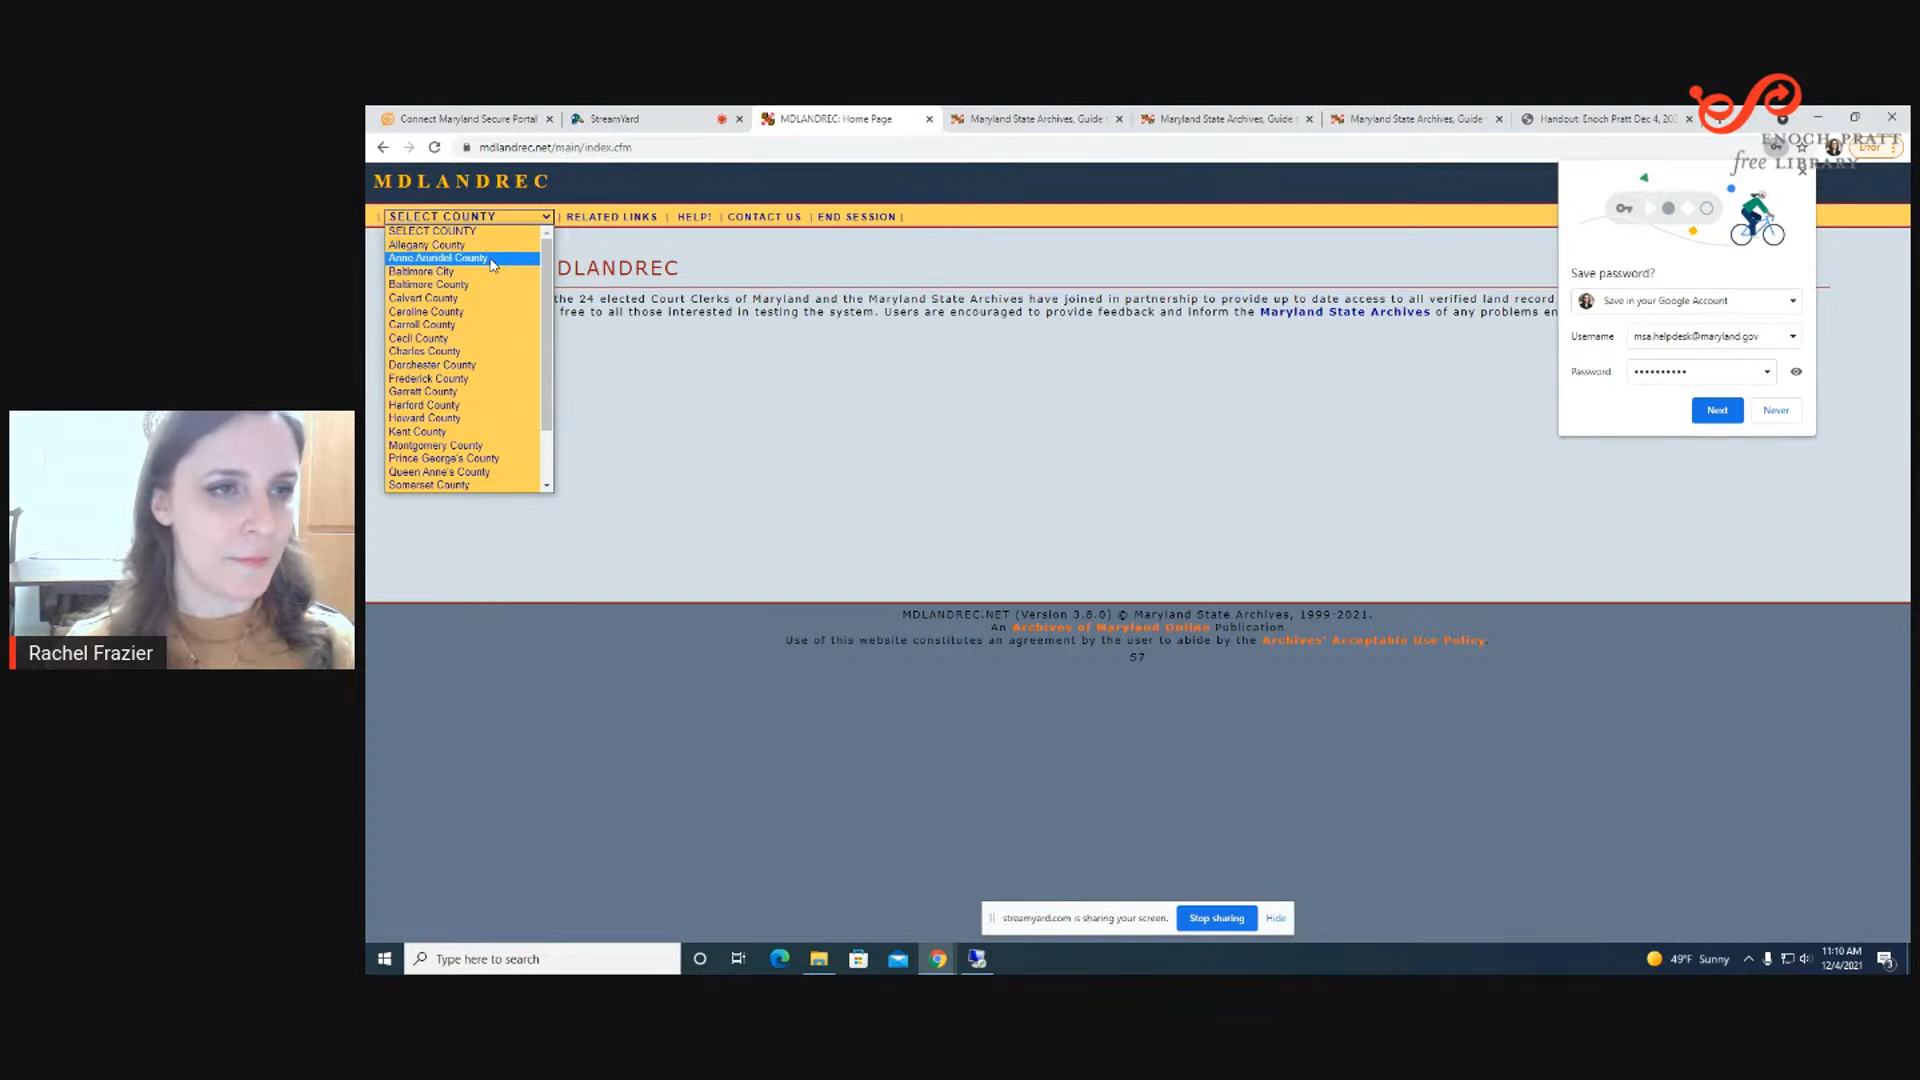 Connect Maryland Secure Portal
StreamYard
MDLANDREC: Home Page
Maryland State Archives, Guide
Maryland State Archives, Guide
Maryland State Archives, Guide
Handout: Enoch Pratt Dec 4, 202
ENOCH PRATT
free LIBRARY
mdlandrec.net/main/index.cfm
Error
MDLANDREC
| SELECT COUNTY | RELATED LINKS | HELP! | CONTACT US | END SESSION |
SELECT COUNTY
Allegany County
Anne Arundel County
Baltimore City
Baltimore County
Calvert County
Caroline County
Carroll County
Cecil County
Charles County
Dorchester County
Frederick County
Garrett County
Harford County
Howard County
Kent County
Montgomery County
Prince George's County
Queen Anne's County
Somerset County
DLANDREC
the 24 elected Court Clerks of Maryland and the Maryland State Archives have joined in partnership to provide up to date access to all verified land record
free to all those interested in testing the system. Users are encouraged to provide feedback and inform the Maryland State Archives of any problems en
Save password?
Save in your Google Account
Username msa.helpdesk@maryland.gov
Password ••••••••••
Next Never
Rachel Frazier
MDLANDREC.NET (Version 3.8.0) © Maryland State Archives, 1999-2021.
An Archives of Maryland Online Publication
Use of this website constitutes an agreement by the user to abide by the Archives' Acceptable Use Policy.
S7
streamyard.com is sharing your screen. Stop sharing Hide
Type here to search
49°F Sunny
11:10 AM
12/4/2021
3